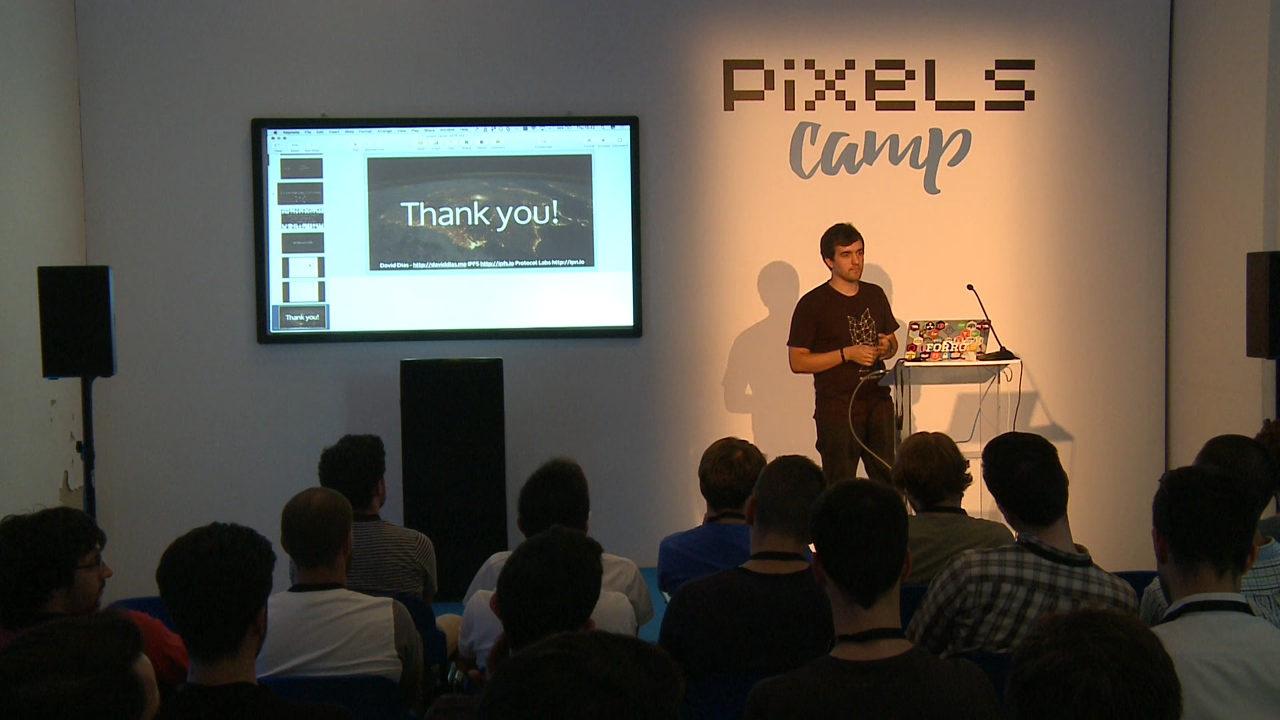 PIXELS
camp
Thank you!
David Dias - http://daviddias.me IPFS http://ipfs.io Protocol Labs http://ipn.io
Thank you!
FORRO